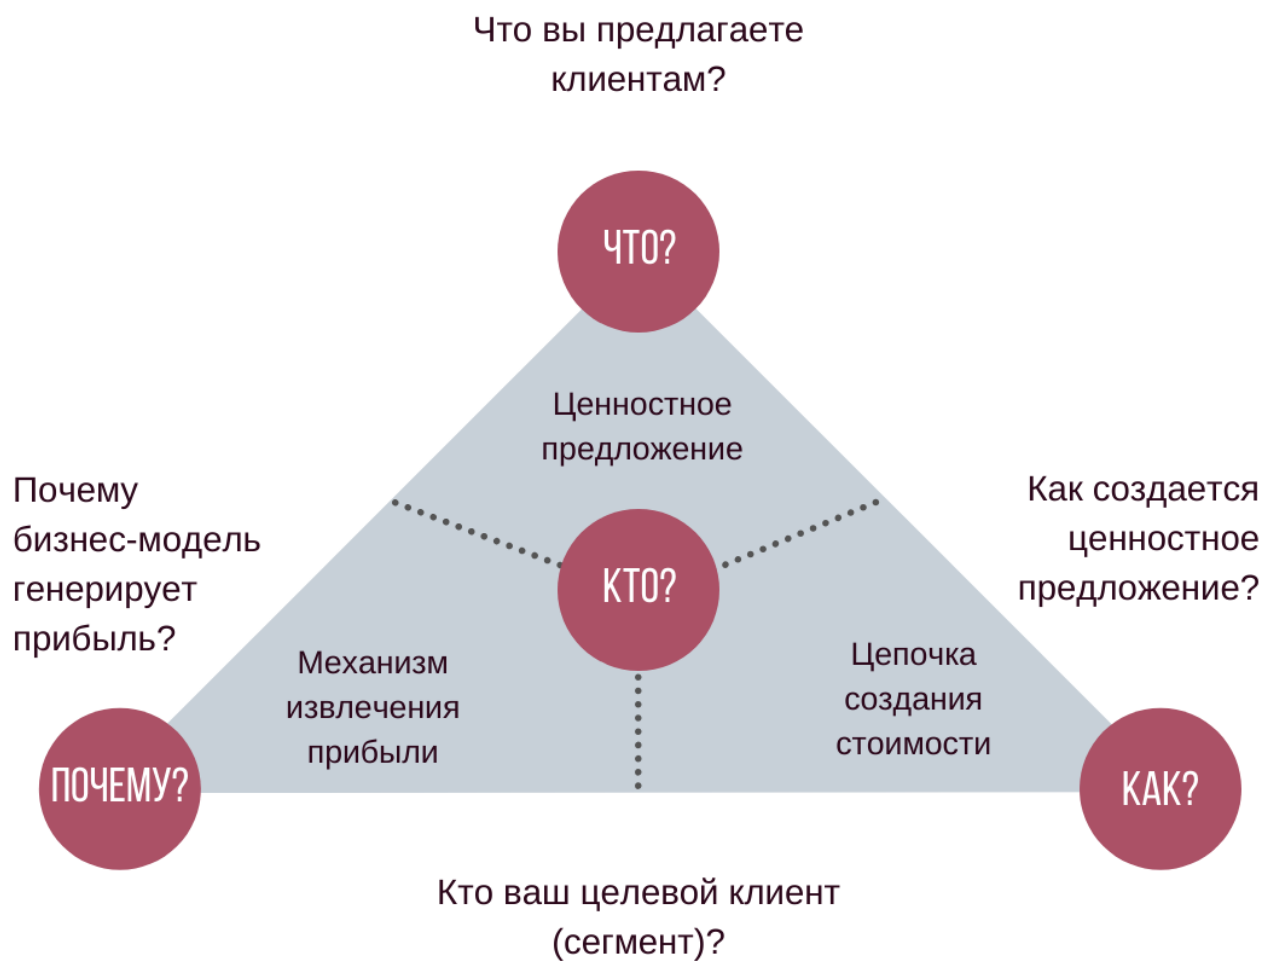 Что вы предлагаете
клиентам?
ЧТО?
Ценностное
предложение
Почему
бизнес-модель
генерирует
прибыль?
Как создается
ценностное
предложение?
КТО?
Механизм
извлечения
прибыли
Цепочка
создания
стоимости
ПОЧЕМУ?
КАК?
Кто ваш целевой клиент
(сегмент)?